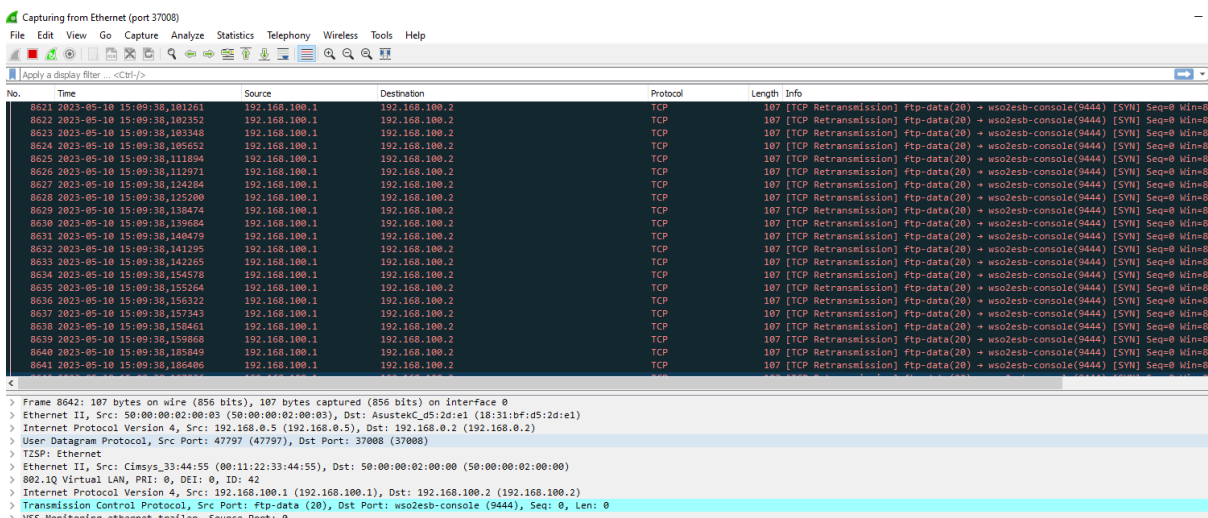 Capturing from Ethernet (port 37008)
File Edit View Go Capture Analyze Statistics Telephony Wireless Tools Help
Apply a display filter ... <Ctrl-/>
No. Time Source Destination Protocol Length Info
8621 2023-05-10 15:09:38,101261 192.168.100.1 192.168.100.2 TCP 107 [TCP Retransmission] ftp-data(20) → wso2esb-console(9444) [SYN] Seq=0 Win=8
8622 2023-05-10 15:09:38,102352 192.168.100.1 192.168.100.2 TCP 107 [TCP Retransmission] ftp-data(20) → wso2esb-console(9444) [SYN] Seq=0 Win=8
8623 2023-05-10 15:09:38,103348 192.168.100.1 192.168.100.2 TCP 107 [TCP Retransmission] ftp-data(20) → wso2esb-console(9444) [SYN] Seq=0 Win=8
8624 2023-05-10 15:09:38,105652 192.168.100.1 192.168.100.2 TCP 107 [TCP Retransmission] ftp-data(20) → wso2esb-console(9444) [SYN] Seq=0 Win=8
8625 2023-05-10 15:09:38,111894 192.168.100.1 192.168.100.2 TCP 107 [TCP Retransmission] ftp-data(20) → wso2esb-console(9444) [SYN] Seq=0 Win=8
8626 2023-05-10 15:09:38,112971 192.168.100.1 192.168.100.2 TCP 107 [TCP Retransmission] ftp-data(20) → wso2esb-console(9444) [SYN] Seq=0 Win=8
8627 2023-05-10 15:09:38,124284 192.168.100.1 192.168.100.2 TCP 107 [TCP Retransmission] ftp-data(20) → wso2esb-console(9444) [SYN] Seq=0 Win=8
8628 2023-05-10 15:09:38,125200 192.168.100.1 192.168.100.2 TCP 107 [TCP Retransmission] ftp-data(20) → wso2esb-console(9444) [SYN] Seq=0 Win=8
8629 2023-05-10 15:09:38,138474 192.168.100.1 192.168.100.2 TCP 107 [TCP Retransmission] ftp-data(20) → wso2esb-console(9444) [SYN] Seq=0 Win=8
8630 2023-05-10 15:09:38,139684 192.168.100.1 192.168.100.2 TCP 107 [TCP Retransmission] ftp-data(20) → wso2esb-console(9444) [SYN] Seq=0 Win=8
8631 2023-05-10 15:09:38,140479 192.168.100.1 192.168.100.2 TCP 107 [TCP Retransmission] ftp-data(20) → wso2esb-console(9444) [SYN] Seq=0 Win=8
8632 2023-05-10 15:09:38,141295 192.168.100.1 192.168.100.2 TCP 107 [TCP Retransmission] ftp-data(20) → wso2esb-console(9444) [SYN] Seq=0 Win=8
8633 2023-05-10 15:09:38,142265 192.168.100.1 192.168.100.2 TCP 107 [TCP Retransmission] ftp-data(20) → wso2esb-console(9444) [SYN] Seq=0 Win=8
8634 2023-05-10 15:09:38,154578 192.168.100.1 192.168.100.2 TCP 107 [TCP Retransmission] ftp-data(20) → wso2esb-console(9444) [SYN] Seq=0 Win=8
8635 2023-05-10 15:09:38,155264 192.168.100.1 192.168.100.2 TCP 107 [TCP Retransmission] ftp-data(20) → wso2esb-console(9444) [SYN] Seq=0 Win=8
8636 2023-05-10 15:09:38,156322 192.168.100.1 192.168.100.2 TCP 107 [TCP Retransmission] ftp-data(20) → wso2esb-console(9444) [SYN] Seq=0 Win=8
8637 2023-05-10 15:09:38,157343 192.168.100.1 192.168.100.2 TCP 107 [TCP Retransmission] ftp-data(20) → wso2esb-console(9444) [SYN] Seq=0 Win=8
8638 2023-05-10 15:09:38,158461 192.168.100.1 192.168.100.2 TCP 107 [TCP Retransmission] ftp-data(20) → wso2esb-console(9444) [SYN] Seq=0 Win=8
8639 2023-05-10 15:09:38,159868 192.168.100.1 192.168.100.2 TCP 107 [TCP Retransmission] ftp-data(20) → wso2esb-console(9444) [SYN] Seq=0 Win=8
8640 2023-05-10 15:09:38,185849 192.168.100.1 192.168.100.2 TCP 107 [TCP Retransmission] ftp-data(20) → wso2esb-console(9444) [SYN] Seq=0 Win=8
8641 2023-05-10 15:09:38,186406 192.168.100.1 192.168.100.2 TCP 107 [TCP Retransmission] ftp-data(20) → wso2esb-console(9444) [SYN] Seq=0 Win=8
> Frame 8642: 107 bytes on wire (856 bits), 107 bytes captured (856 bits) on interface 0
> Ethernet II, Src: 50:00:00:02:00:03 (50:00:00:02:00:03), Dst: AsustekC_d5:2d:e1 (18:31:bf:d5:2d:e1)
> Internet Protocol Version 4, Src: 192.168.0.5 (192.168.0.5), Dst: 192.168.0.2 (192.168.0.2)
> User Datagram Protocol, Src Port: 47797 (47797), Dst Port: 37008 (37008)
> TZSP: Ethernet
> Ethernet II, Src: Cimsys_33:44:55 (00:11:22:33:44:55), Dst: 50:00:00:02:00:00 (50:00:00:02:00:00)
> 802.1Q Virtual LAN, PRI: 0, DEI: 0, ID: 42
> Internet Protocol Version 4, Src: 192.168.100.1 (192.168.100.1), Dst: 192.168.100.2 (192.168.100.2)
> Transmission Control Protocol, Src Port: ftp-data (20), Dst Port: wso2esb-console (9444), Seq: 0, Len: 0
> VSS-Monitoring ethernet trailer, Source Port: 0